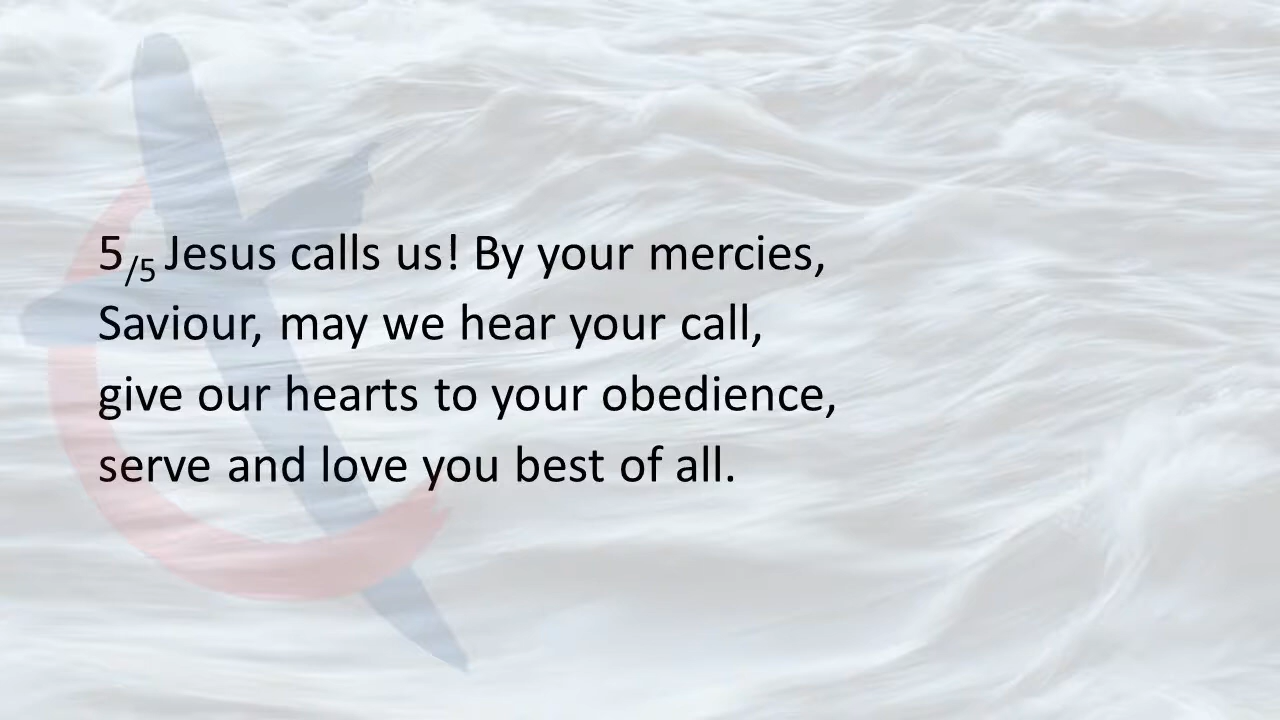 5/5 Jesus calls us! By your mercies,
Saviour, may we hear your call,
give our hearts to your obedience,
serve and love you best of all.